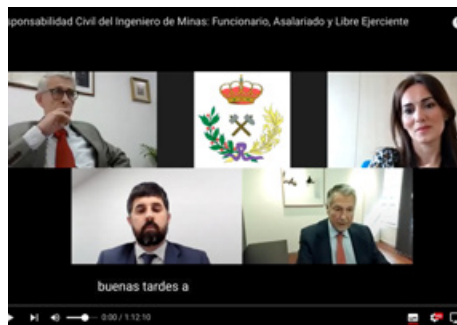 sponsabilidad Civil del Ingeniero de Minas: Funcionario, Asalariado y Libre Ejerciente
buenas tardes a
0:00 / 1:12:10